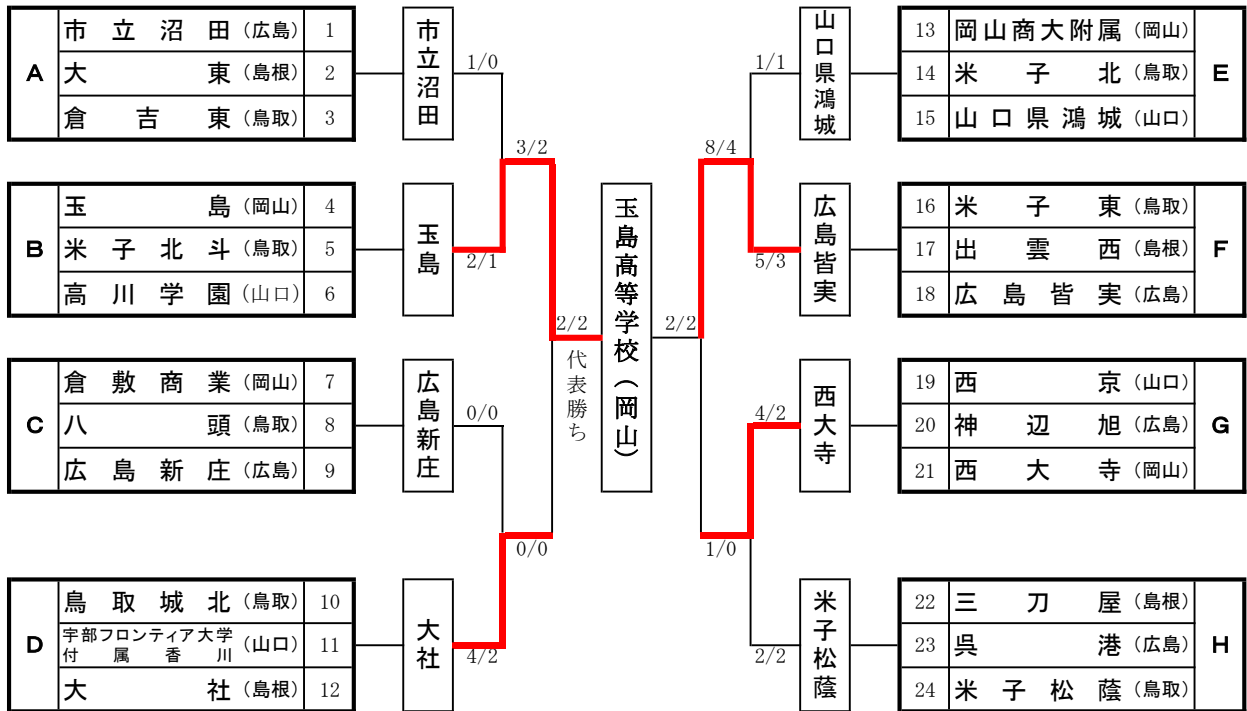 A
市立沼田 (広島) 1
大東 (島根) 2
倉吉東 (鳥取) 3
B
玉島 (岡山) 4
米子北斗 (鳥取) 5
高川学園 (山口) 6
C
倉敷商業 (岡山) 7
八頭 (鳥取) 8
広島新庄 (広島) 9
D
鳥取城北 (鳥取) 10
宇部フロンティア大学
付属香川 (山口) 11
大社 (島根) 12
市立沼田
玉島
広島新庄
大社
1/0
2/1
0/0
4/2
3/2
0/0
2/2
代表勝ち
玉島高等学校(岡山)
2/2
8/4
1/0
1/1
5/3
4/2
2/2
山口県鴻城
広島皆実
西大寺
米子松蔭
13 岡山商大附属 (岡山)
14 米子北 (鳥取)
15 山口県鴻城 (山口)
E
16 米子東 (鳥取)
17 出雲西 (島根)
18 広島皆実 (広島)
F
19 西京 (山口)
20 神辺旭 (広島)
21 西大寺 (岡山)
G
22 三刀屋 (島根)
23 呉港 (広島)
24 米子松蔭 (鳥取)
H